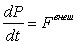 dP/dt = F^внеш